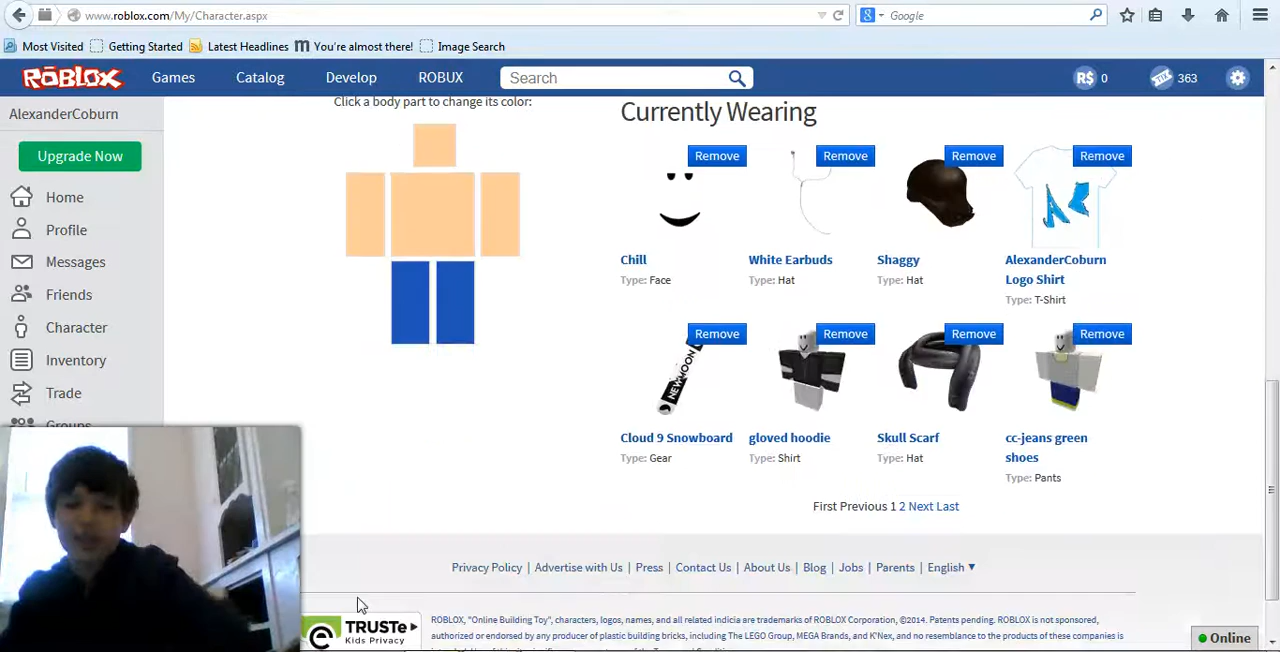 www.roblox.com/My/Character.aspx
Google
Most Visited
Getting Started
Latest Headlines
You're almost there!
Image Search
ROBLOX
Games
Catalog
Develop
ROBUX
Search
R$ 0
TIX 363
AlexanderCoburn
Upgrade Now
Home
Profile
Messages
Friends
Character
Inventory
Trade
Groups
Click a body part to change its color:
Currently Wearing
Remove Remove Remove Remove
Chill
Type: Face
White Earbuds
Type: Hat
Shaggy
Type: Hat
AlexanderCoburn
Logo Shirt
Type: T-Shirt
Remove Remove Remove Remove
NEWMOON
Cloud 9 Snowboard
Type: Gear
gloved hoodie
Type: Shirt
Skull Scarf
Type: Hat
cc-jeans green
shoes
Type: Pants
First Previous 1 2 Next Last
Privacy Policy | Advertise with Us | Press | Contact Us | About Us | Blog | Jobs | Parents | English
TRUSTe
Kids Privacy
ROBLOX, "Online Building Toy", characters, logos, names, and all related indicia are trademarks of ROBLOX Corporation, ©2014. Patents pending. ROBLOX is not sponsored,
authorized or endorsed by any producer of plastic building bricks, including The LEGO Group, MEGA Brands, and K'Nex, and no resemblance to the products of these companies is
Online